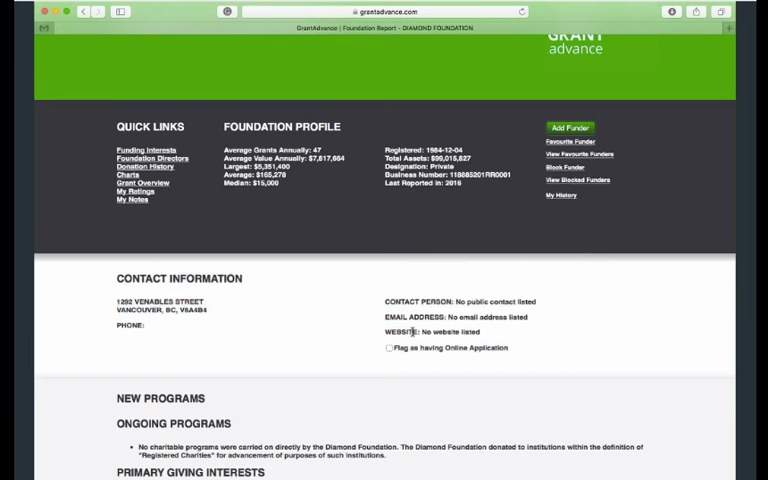 grantadvance.com
GrantAdvance | Foundation Report - DIAMOND FOUNDATION
GRANT
advance
QUICK LINKS
Funding Interests
Foundation Directors
Donation History
Charts
Grant Overview
My Ratings
My Notes
FOUNDATION PROFILE
Average Grants Annually: 47
Average Value Annually: $7,817,664
Largest: $5,351,400
Average: $165,278
Median: $15,000
Registered: 1984-12-04
Total Assets: $99,015,827
Designation: Private
Business Number: 118885201RR0001
Last Reported in: 2016
Add Funder
Favourite Funder
View Favourite Funders
Block Funder
View Blocked Funders
My History
CONTACT INFORMATION
1292 VENABLES STREET
VANCOUVER, BC, V6A4B4
PHONE:
CONTACT PERSON: No public contact listed
EMAIL ADDRESS: No email address listed
WEBSITE: No website listed
Flag as having Online Application
NEW PROGRAMS
ONGOING PROGRAMS
• No charitable programs were carried on directly by the Diamond Foundation. The Diamond Foundation donated to institutions within the definition of
"Registered Charities" for advancement of purposes of such institutions.
PRIMARY GIVING INTERESTS